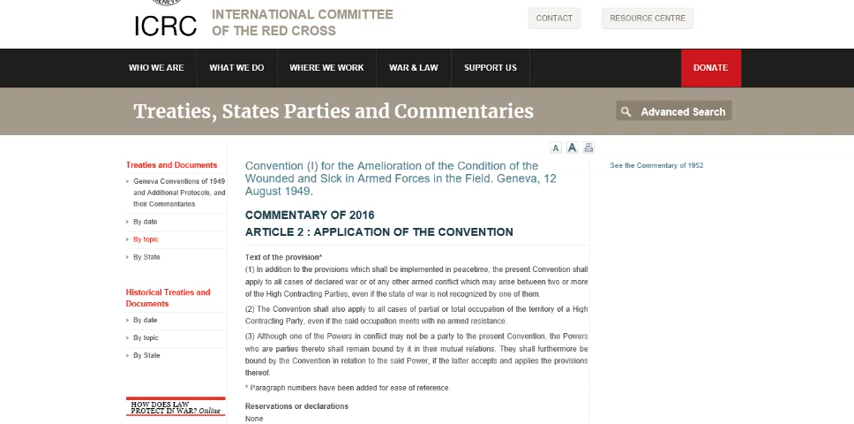 GENEVE
ICRC
INTERNATIONAL COMMITTEE
OF THE RED CROSS
CONTACT
RESOURCE CENTRE
WHO WE ARE
WHAT WE DO
WHERE WE WORK
WAR & LAW
SUPPORT US
DONATE
Treaties, States Parties and Commentaries
Advanced Search
A A
Treaties and Documents
Geneva Conventions of 1949
and Additional Protocols, and
their Commentaries
By date
By topic
By State
Historical Treaties and
Documents
By date
By topic
By State
HOW DOES LAW
PROTECT IN WAR? Online
Convention (I) for the Amelioration of the Condition of the
Wounded and Sick in Armed Forces in the Field. Geneva, 12
August 1949.
COMMENTARY OF 2016
ARTICLE 2 : APPLICATION OF THE CONVENTION
Text of the provision*
(1) In addition to the provisions which shall be implemented in peacetime, the present Convention shall
apply to all cases of declared war or of any other armed conflict which may arise between two or more
of the High Contracting Parties, even if the state of war is not recognized by one of them.
(2) The Convention shall also apply to all cases of partial or total occupation of the territory of a High
Contracting Party, even if the said occupation meets with no armed resistance.
(3) Although one of the Powers in conflict may not be a party to the present Convention, the Powers
who are parties thereto shall remain bound by it in their mutual relations. They shall furthermore be
bound by the Convention in relation to the said Power, if the latter accepts and applies the provisions
thereof.
* Paragraph numbers have been added for ease of reference.
Reservations or declarations
None
See the Commentary of 1952